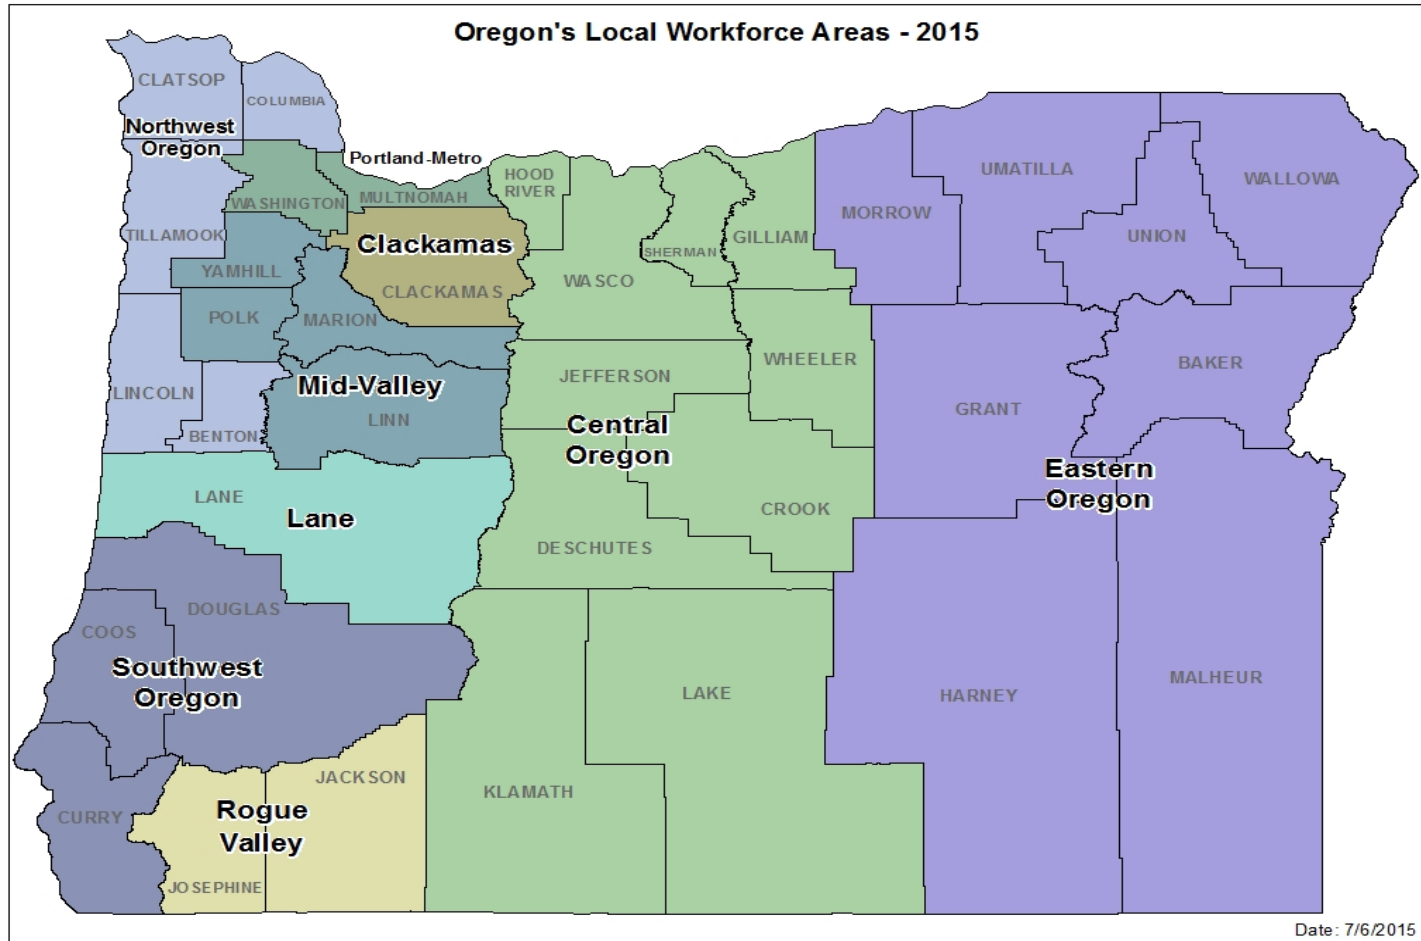 Oregon's Local Workforce Areas - 2015
CLATSOP
COLUMBIA
Northwest
Oregon
Portland-Metro
HOOD
RIVER
UMATILLA
WALLOWA
WASHINGTON
MULTNOMAH
MORROW
TILLAMOOK
Clackamas
GILLIAM
UNION
SHERMAN
YAMHILL
WASCO
CLACKAMAS
POLK
MARION
WHEELER
BAKER
JEFFERSON
LINCOLN
Mid-Valley
GRANT
LINN
BENTON
Central
Oregon
Eastern
Oregon
LANE
Lane
CROOK
DESCHUTES
DOUGLAS
COOS
Southwest
Oregon
LAKE
HARNEY
MALHEUR
JACKSON
KLAMATH
CURRY
Rogue
Valley
JOSEPHINE
Date: 7/6/2015